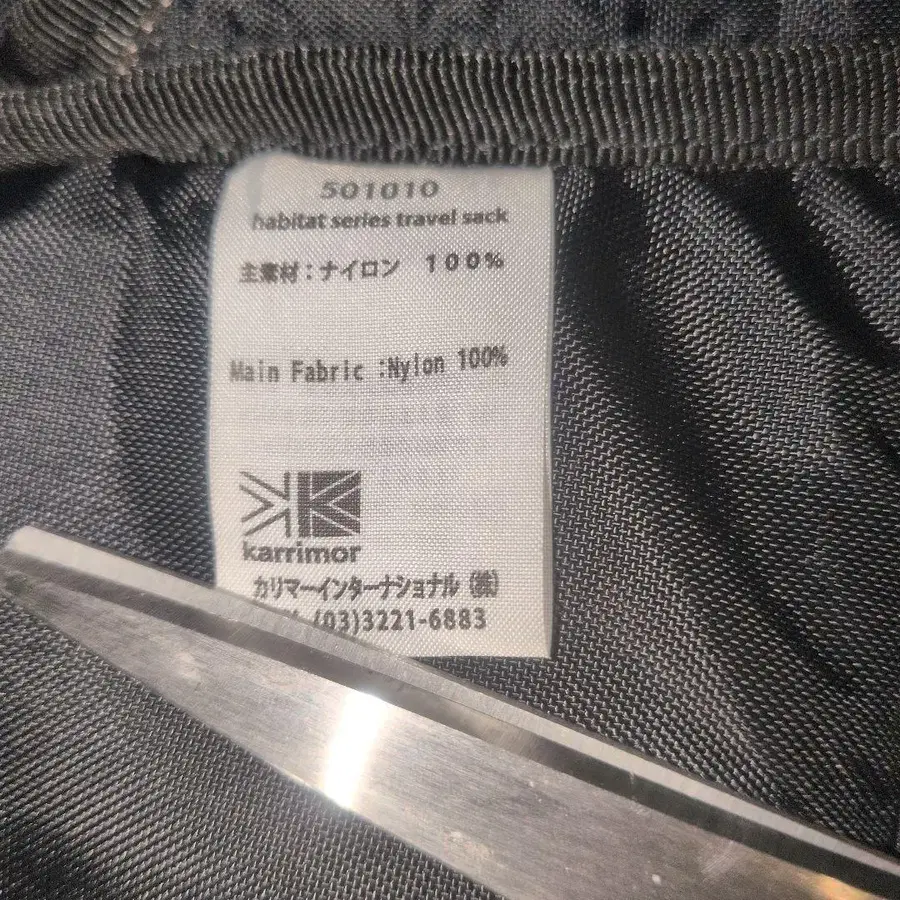 501010
habitat series travel sack
主素材：ナイロン 100%
Main Fabric :Nylon 100%
karrimor
カリマーインターナショナル㈱
(03)3221-6883